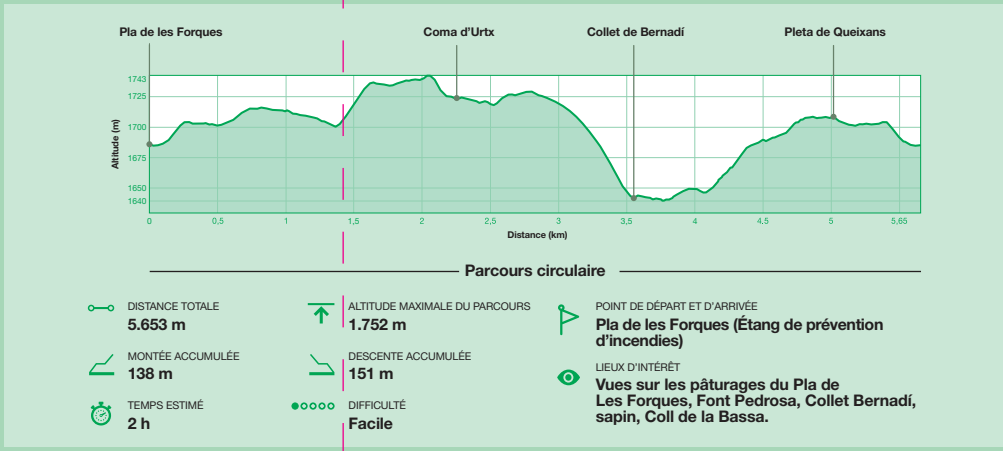 Pla de les Forques
Coma d'Urtx
Collet de Bernadí
Pleta de Queixans
Altitude (m)
1743
1725
1700
1675
1650
1640
0
0,5
1
1,5
2
2,5
3
3,5
4
4,5
5
5,65
Distance (km)
Parcours circulaire
DISTANCE TOTALE
5.653 m
ALTITUDE MAXIMALE DU PARCOURS
1.752 m
POINT DE DÉPART ET D'ARRIVÉE
Pla de les Forques (Étang de prévention
d'incendies)
MONTÉE ACCUMULÉE
138 m
DESCENTE ACCUMULÉE
151 m
LIEUX D'INTÉRÊT
Vues sur les pâturages du Pla de
Les Forques, Font Pedrosa, Collet Bernadí,
sapin, Coll de la Bassa.
TEMPS ESTIMÉ
2 h
DIFFICULTÉ
Facile